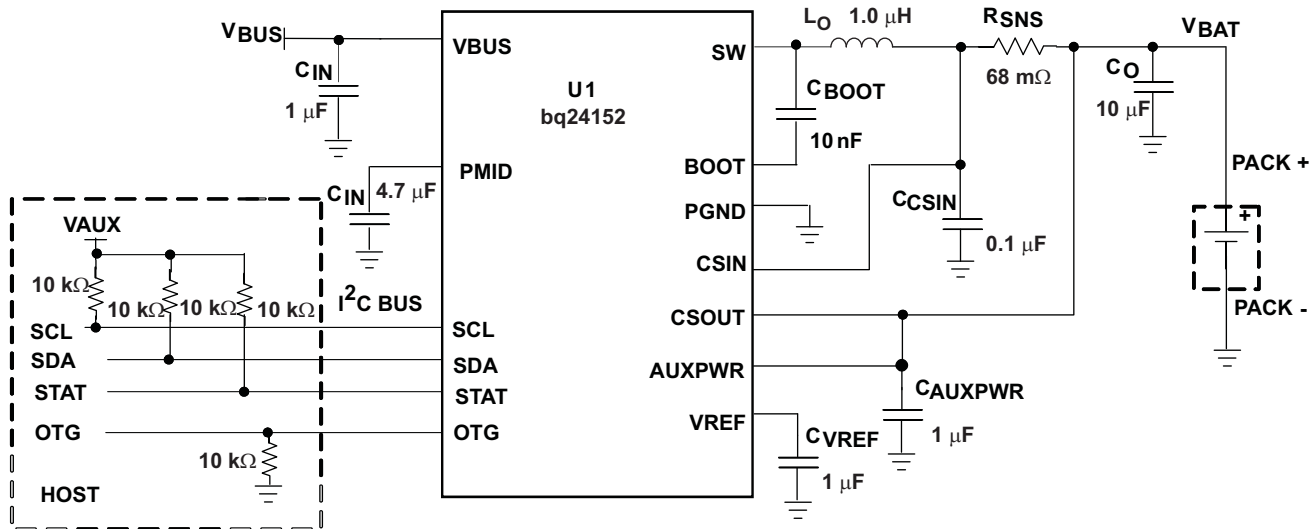 VBUS
CIN
1 μF
VBUS
U1
bq24152
SW
LO 1.0 μH
RSNS
68 mΩ
VBAT
CO
10 μF
CBOOT
10 nF
BOOT
PMID
CIN 4.7 μF
PGND
CCSIN
0.1 μF
PACK +
+
PACK -
CSIN
VAUX
10 kΩ
10 kΩ
10 kΩ
10 kΩ
I2C BUS
SCL
SCL
CSOUT
SDA
SDA
AUXPWR
STAT
STAT
CAUXPWR
1 μF
VREF
CVREF
1 μF
OTG
OTG
10 kΩ
HOST